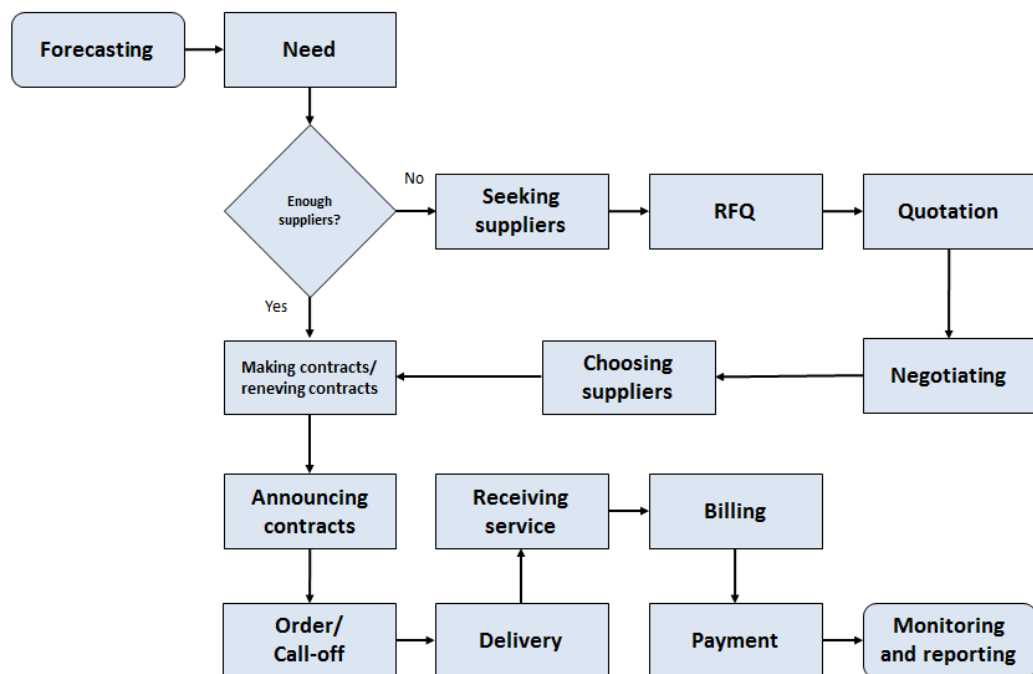 Forecasting
Need
Enough
suppliers?
No
Seeking
suppliers
RFQ
Quotation
Yes
Making contracts/
reneving contracts
Choosing
suppliers
Negotiating
Announcing
contracts
Receiving
service
Billing
Order/
Call-off
Delivery
Payment
Monitoring
and reporting